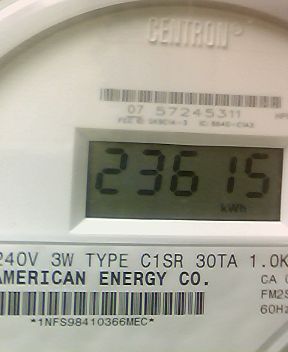 CENTRON
07 57245311
23615
kWh
240V 3W TYPE C1SR 30TA 1.0K
AMERICAN ENERGY CO.
CA
FM2S
60Hz
*1NFS98410366MEC*